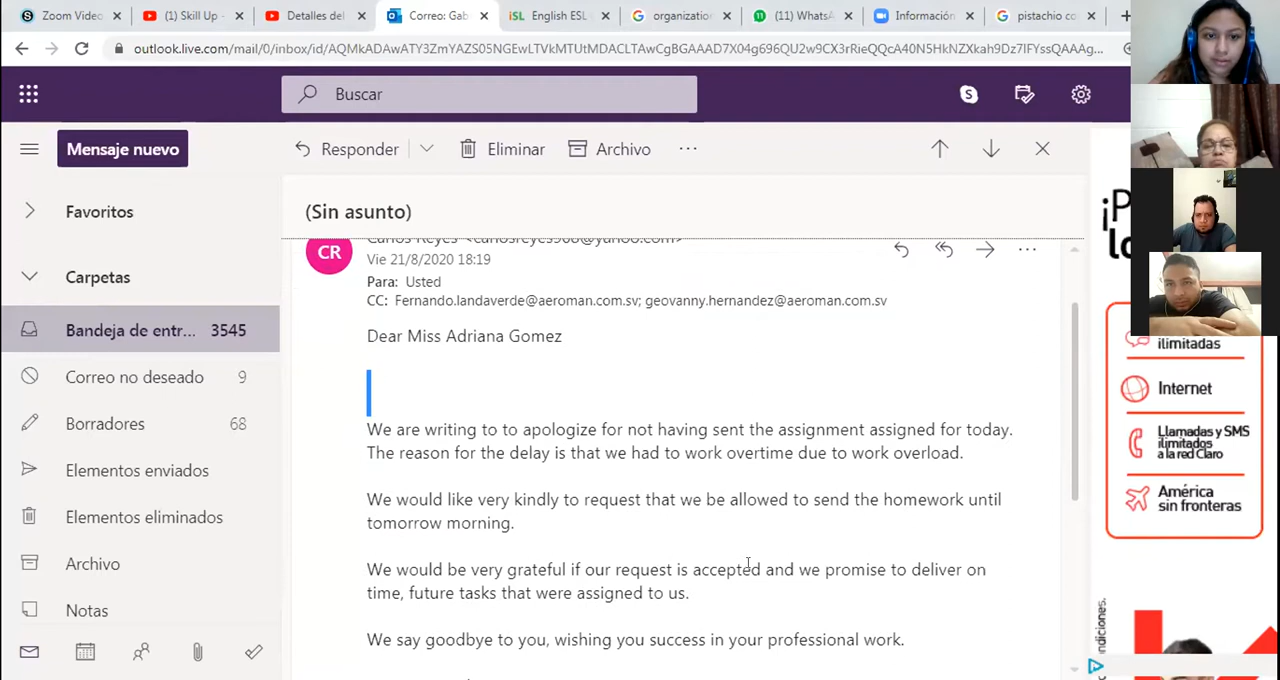 Zoom Video
(1) Skill Up -
Detalles del
Correo: Gab
iSL English ESL
organization
(11) WhatsA
Informació
pistachio co
outlook.live.com/mail/0/inbox/id/
Buscar
Mensaje nuevo
Responder
Eliminar
Archivo
Favoritos
(Sin asunto)
Carpetas
CR
Vie 21/8/2020 18:19
Para: Usted
CC: Fernando.landaverde@aeroman.com.sv; geovanny.hernandez@aeroman.com.sv
Bandeja de entr... 3545
Dear Miss Adriana Gomez
Correo no deseado 9
Borradores 68
We are writing to to apologize for not having sent the assignment assigned for today.
The reason for the delay is that we had to work overtime due to work overload.
Elementos enviados
We would like very kindly to request that we be allowed to send the homework until
tomorrow morning.
Elementos eliminados
Archivo
We would be very grateful if our request is accepted and we promise to deliver on
time, future tasks that were assigned to us.
Notas
We say goodbye to you, wishing you success in your professional work.
ilimitadas
Internet
Llamadas y SMS
ilimitados
a la red Claro
América
sin fronteras